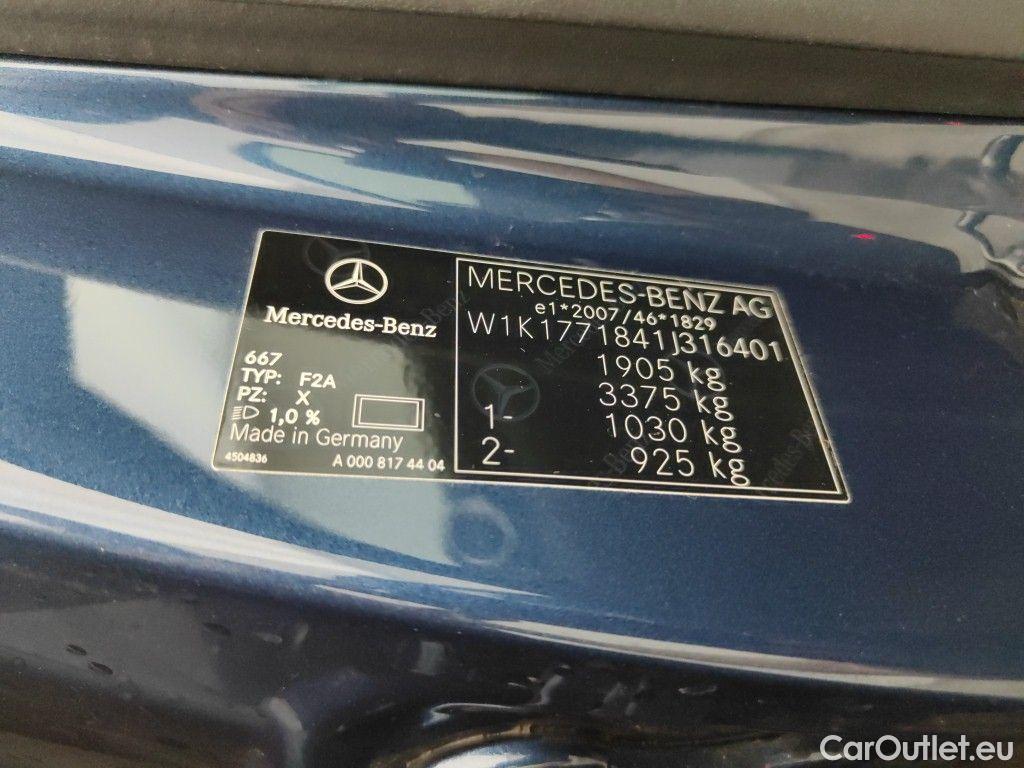 Mercedes-Benz
667
TYP: F2A
PZ: X
1,0 %
Made in Germany
4504836 A 000 817 44 04
MERCEDES-BENZ AG
e1*2007/46*1829
W1K1771841J316401
1905 kg
3375 kg
1- 1030 kg
2- 925 kg
CarOutlet.eu